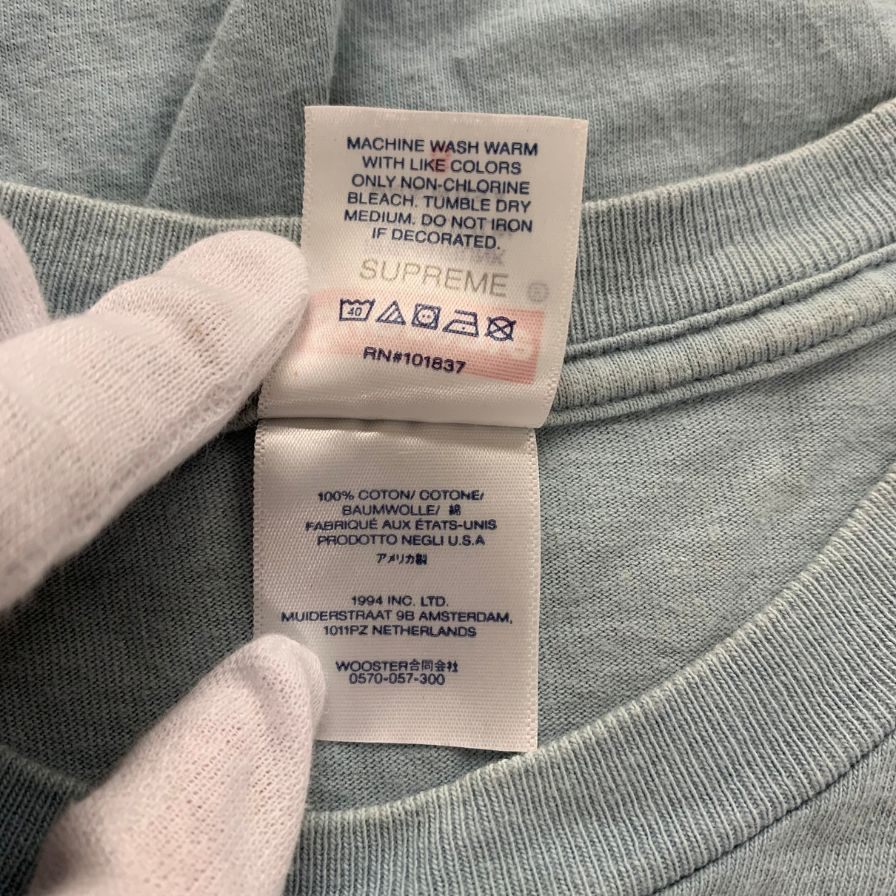 MACHINE WASH WARM
WITH LIKE COLORS
ONLY NON-CHLORINE
BLEACH. TUMBLE DRY
MEDIUM. DO NOT IRON
IF DECORATED.
SUPREME ®
40
RN#101837
100% COTON/ COTONE/
BAUMWOLLE/ 綿
FABRIQUÉ AUX ÉTATS-UNIS
PRODOTTO NEGLI U.S.A
アメリカ製
1994 INC. LTD.
MUIDERSTRAAT 9B AMSTERDAM,
1011PZ NETHERLANDS
WOOSTER合同会社
0570-057-300